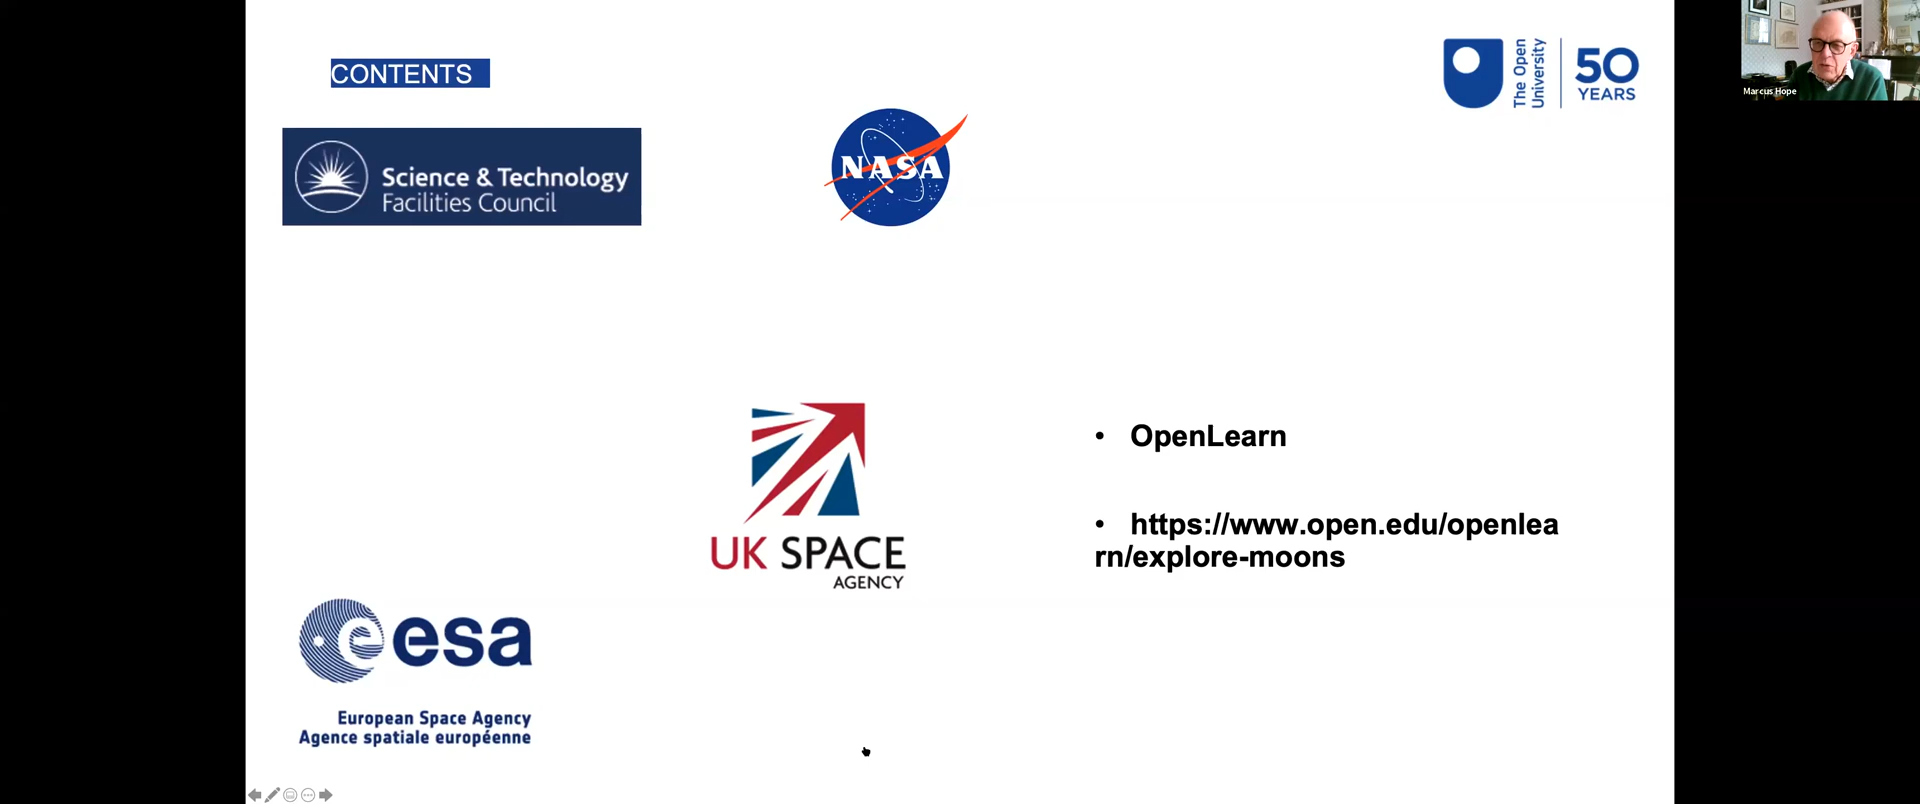 CONTENTS
The Open
University
50
YEARS
Marcus Hope
Science & Technology
Facilities Council
NASA
UK SPACE
AGENCY
• OpenLearn
• https://www.open.edu/openlea
rn/explore-moons
esa
European Space Agency
Agence spatiale européenne